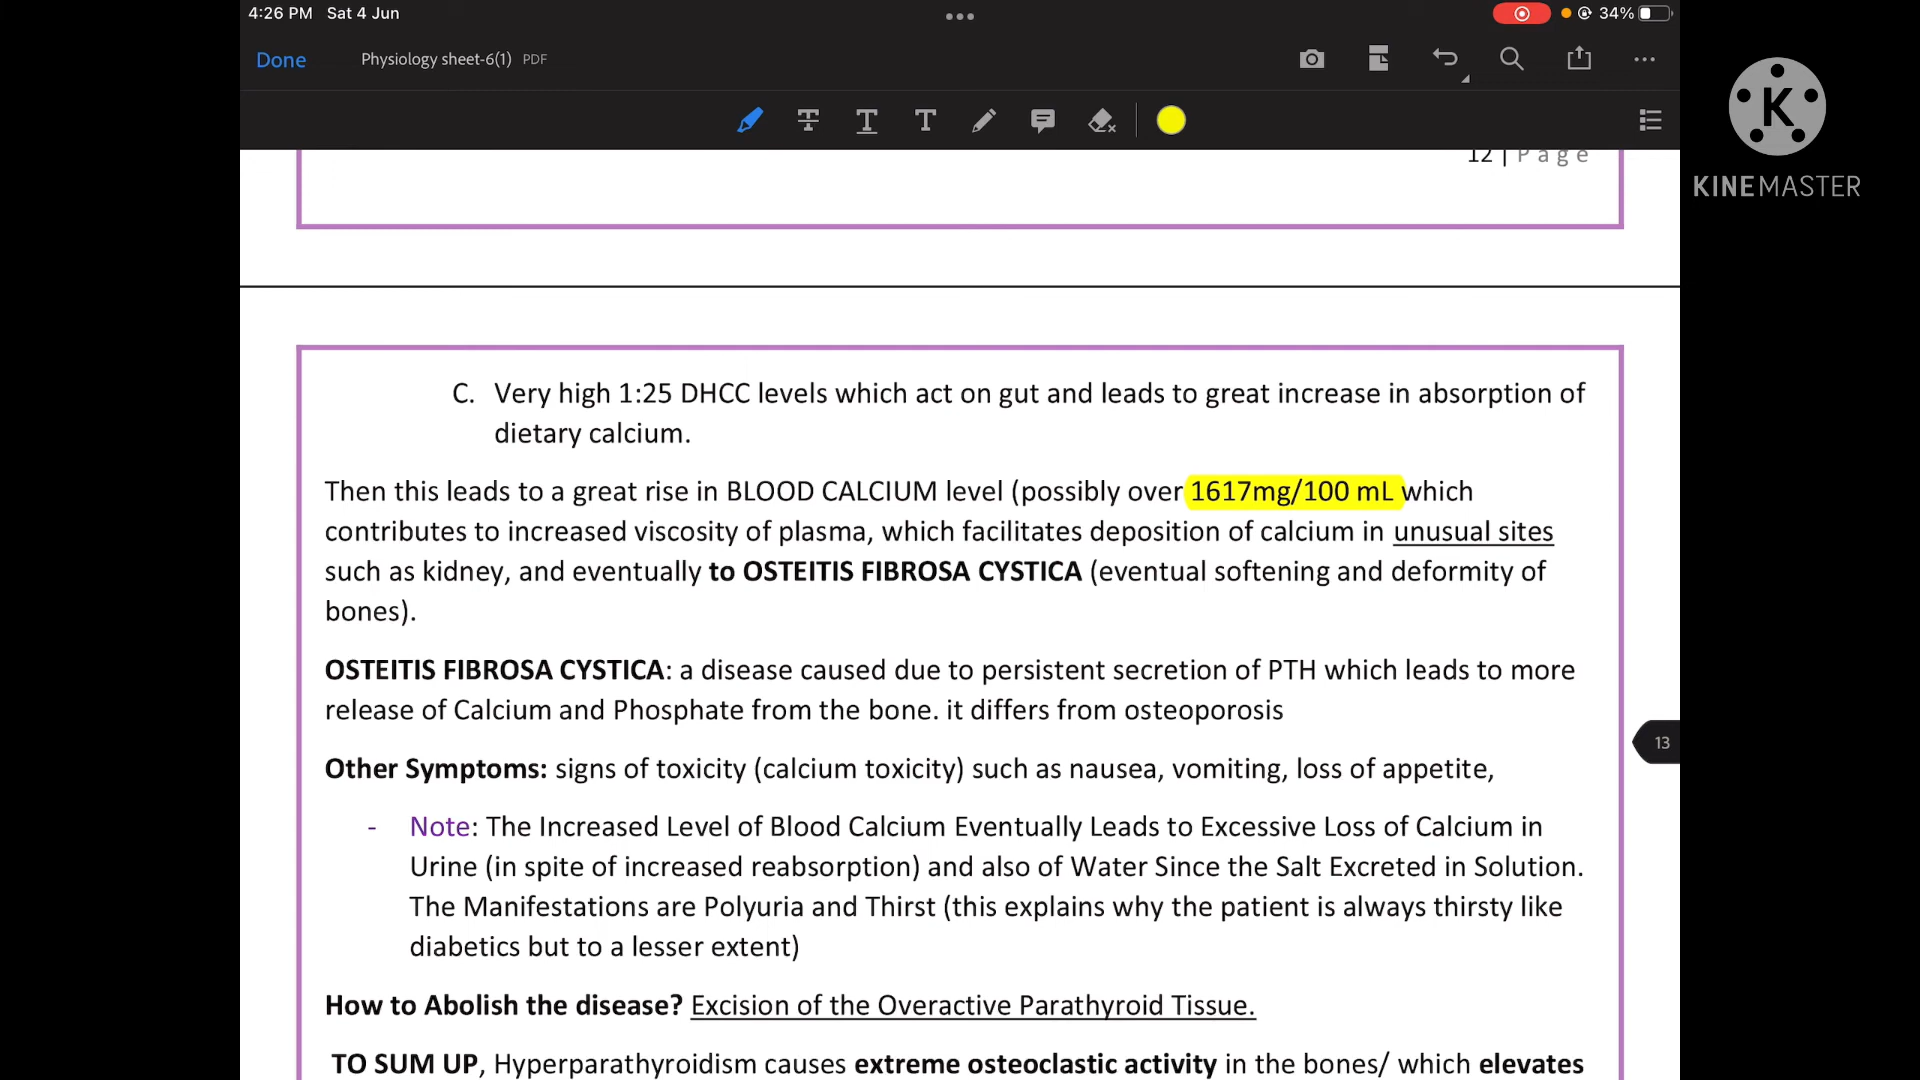 4:26 PM Sat 4 Jun
34%
Done
Physiology sheet-6(1) PDF
KINEMASTER
12 | Page
C. Very high 1:25 DHCC levels which act on gut and leads to great increase in absorption of
dietary calcium.
Then this leads to a great rise in BLOOD CALCIUM level (possibly over 1617mg/100 mL which
contributes to increased viscosity of plasma, which facilitates deposition of calcium in unusual sites
such as kidney, and eventually to OSTEITIS FIBROSA CYSTICA (eventual softening and deformity of
bones).
OSTEITIS FIBROSA CYSTICA: a disease caused due to persistent secretion of PTH which leads to more
release of Calcium and Phosphate from the bone. it differs from osteoporosis
13
Other Symptoms: signs of toxicity (calcium toxicity) such as nausea, vomiting, loss of appetite,
- Note: The Increased Level of Blood Calcium Eventually Leads to Excessive Loss of Calcium in
Urine (in spite of increased reabsorption) and also of Water Since the Salt Excreted in Solution.
The Manifestations are Polyuria and Thirst (this explains why the patient is always thirsty like
diabetics but to a lesser extent)
How to Abolish the disease? Excision of the Overactive Parathyroid Tissue.
TO SUM UP, Hyperparathyroidism causes extreme osteoclastic activity in the bones/ which elevates